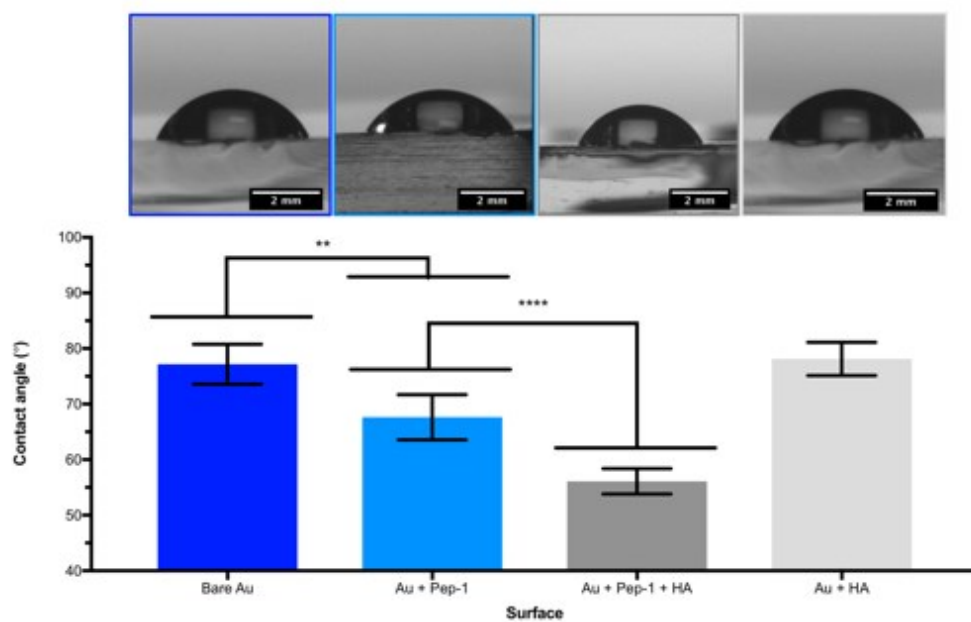 2 mm 2 mm 2 mm 2 mm
100
**
90
****
80
Contact angle (°)
70
60
50
40
Bare Au Au + Pep-1 Au + Pep-1 + HA Au + HA
Surface